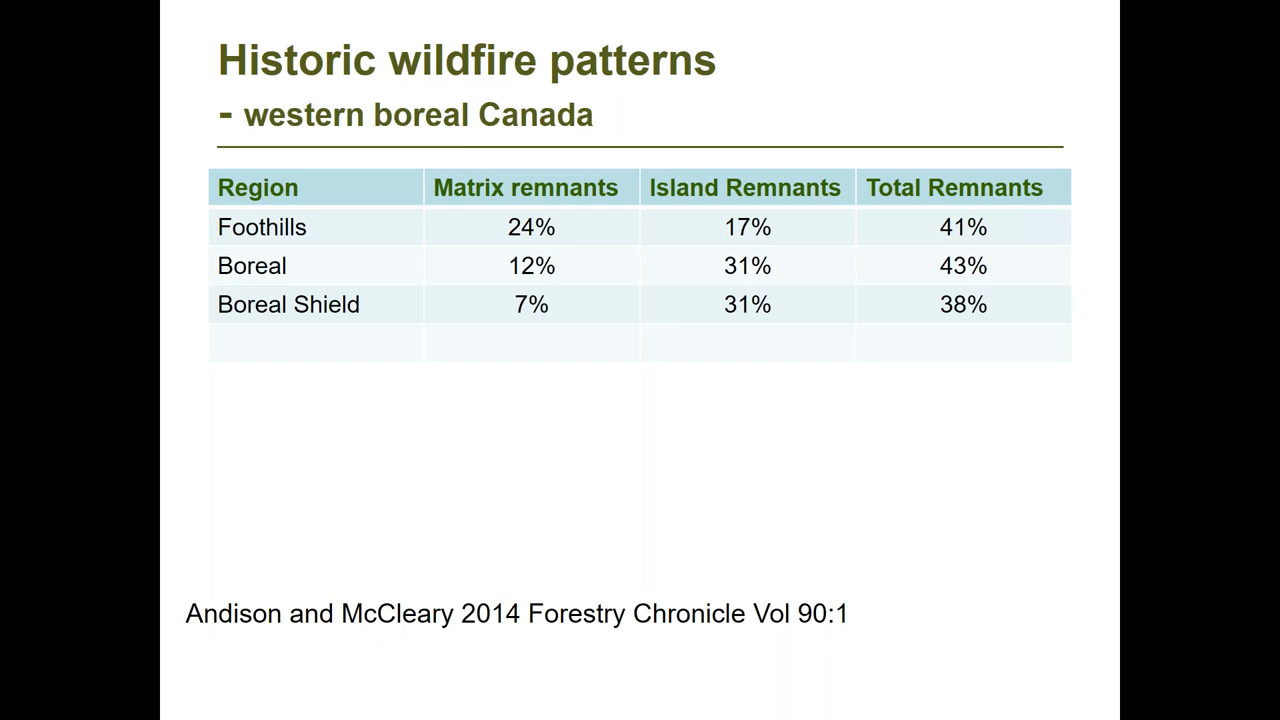 Historic wildfire patterns
- western boreal Canada
Region Matrix remnants Island Remnants Total Remnants
Foothills 24% 17% 41%
Boreal 12% 31% 43%
Boreal Shield 7% 31% 38%
Andison and McCleary 2014 Forestry Chronicle Vol 90:1